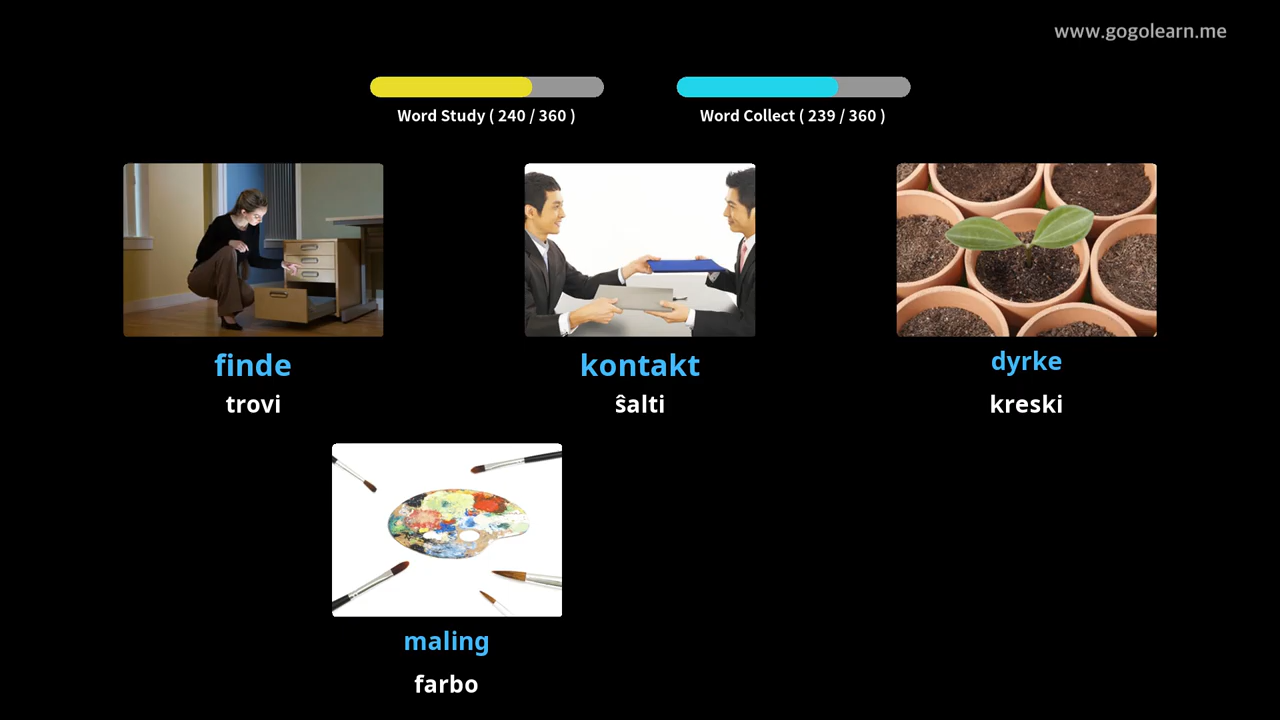 www.gogolearn.me
Word Study ( 240 / 360 )
Word Collect ( 239 / 360 )
finde
kontakt
dyrke
trovi
ŝalti
kreski
maling
farbo